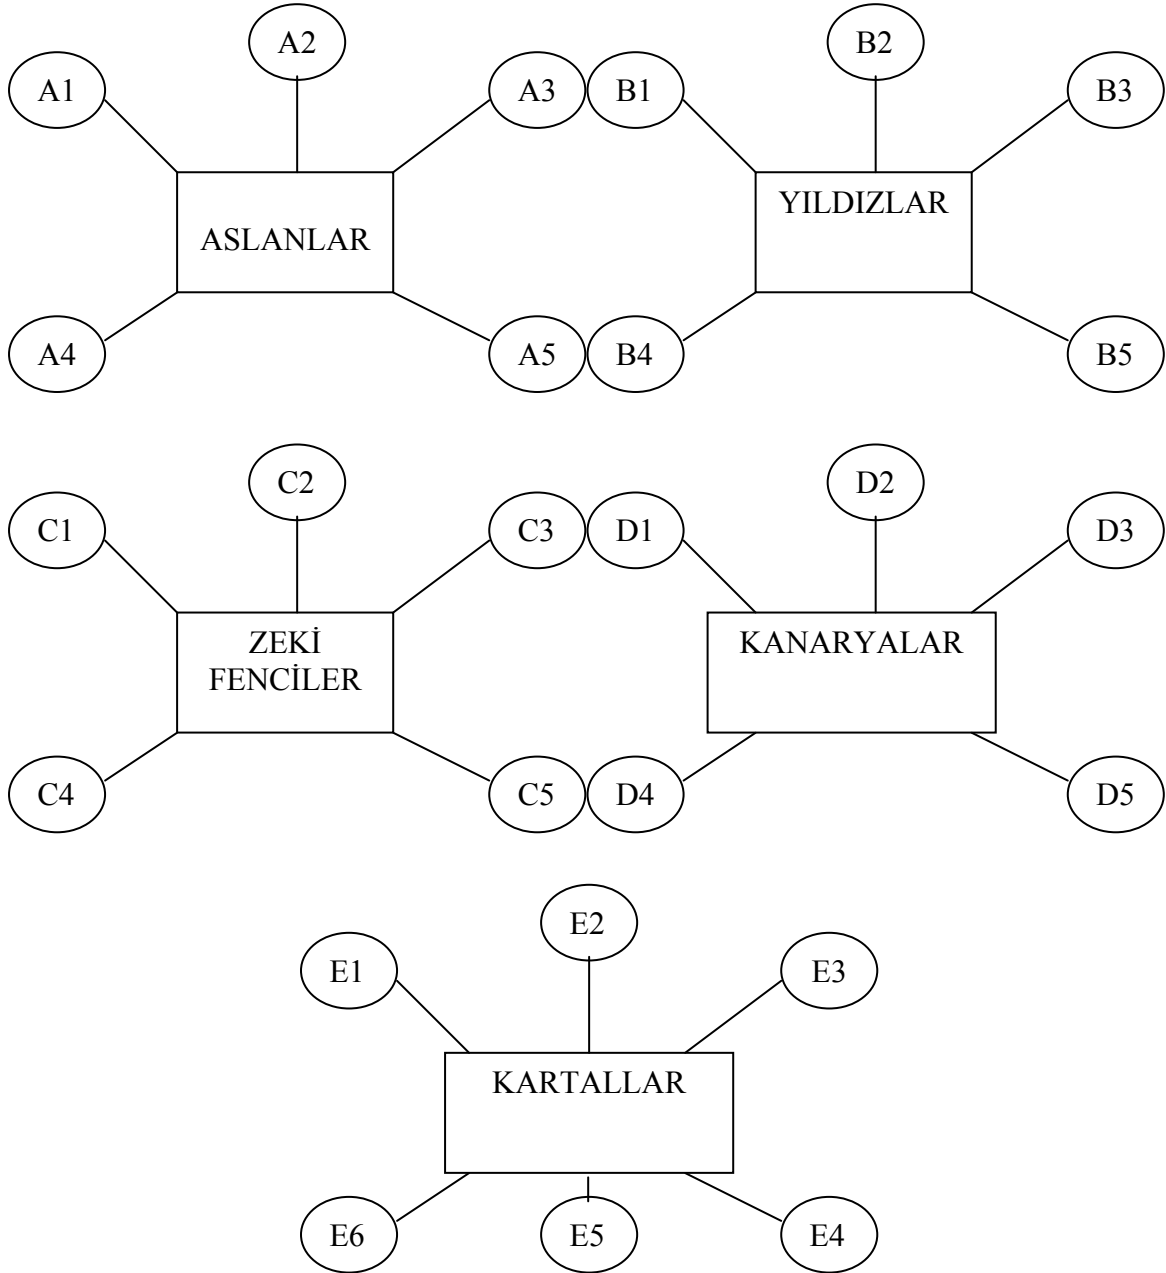 A2
B2
A1
A3
B1
B3
YILDIZLAR
ASLANLAR
A4
A5
B4
B5
C2
D2
C1
C3
D1
D3
ZEKİ
FENCİLER
KANARYALAR
C4
C5
D4
D5
E2
E1
E3
KARTALLAR
E6
E5
E4